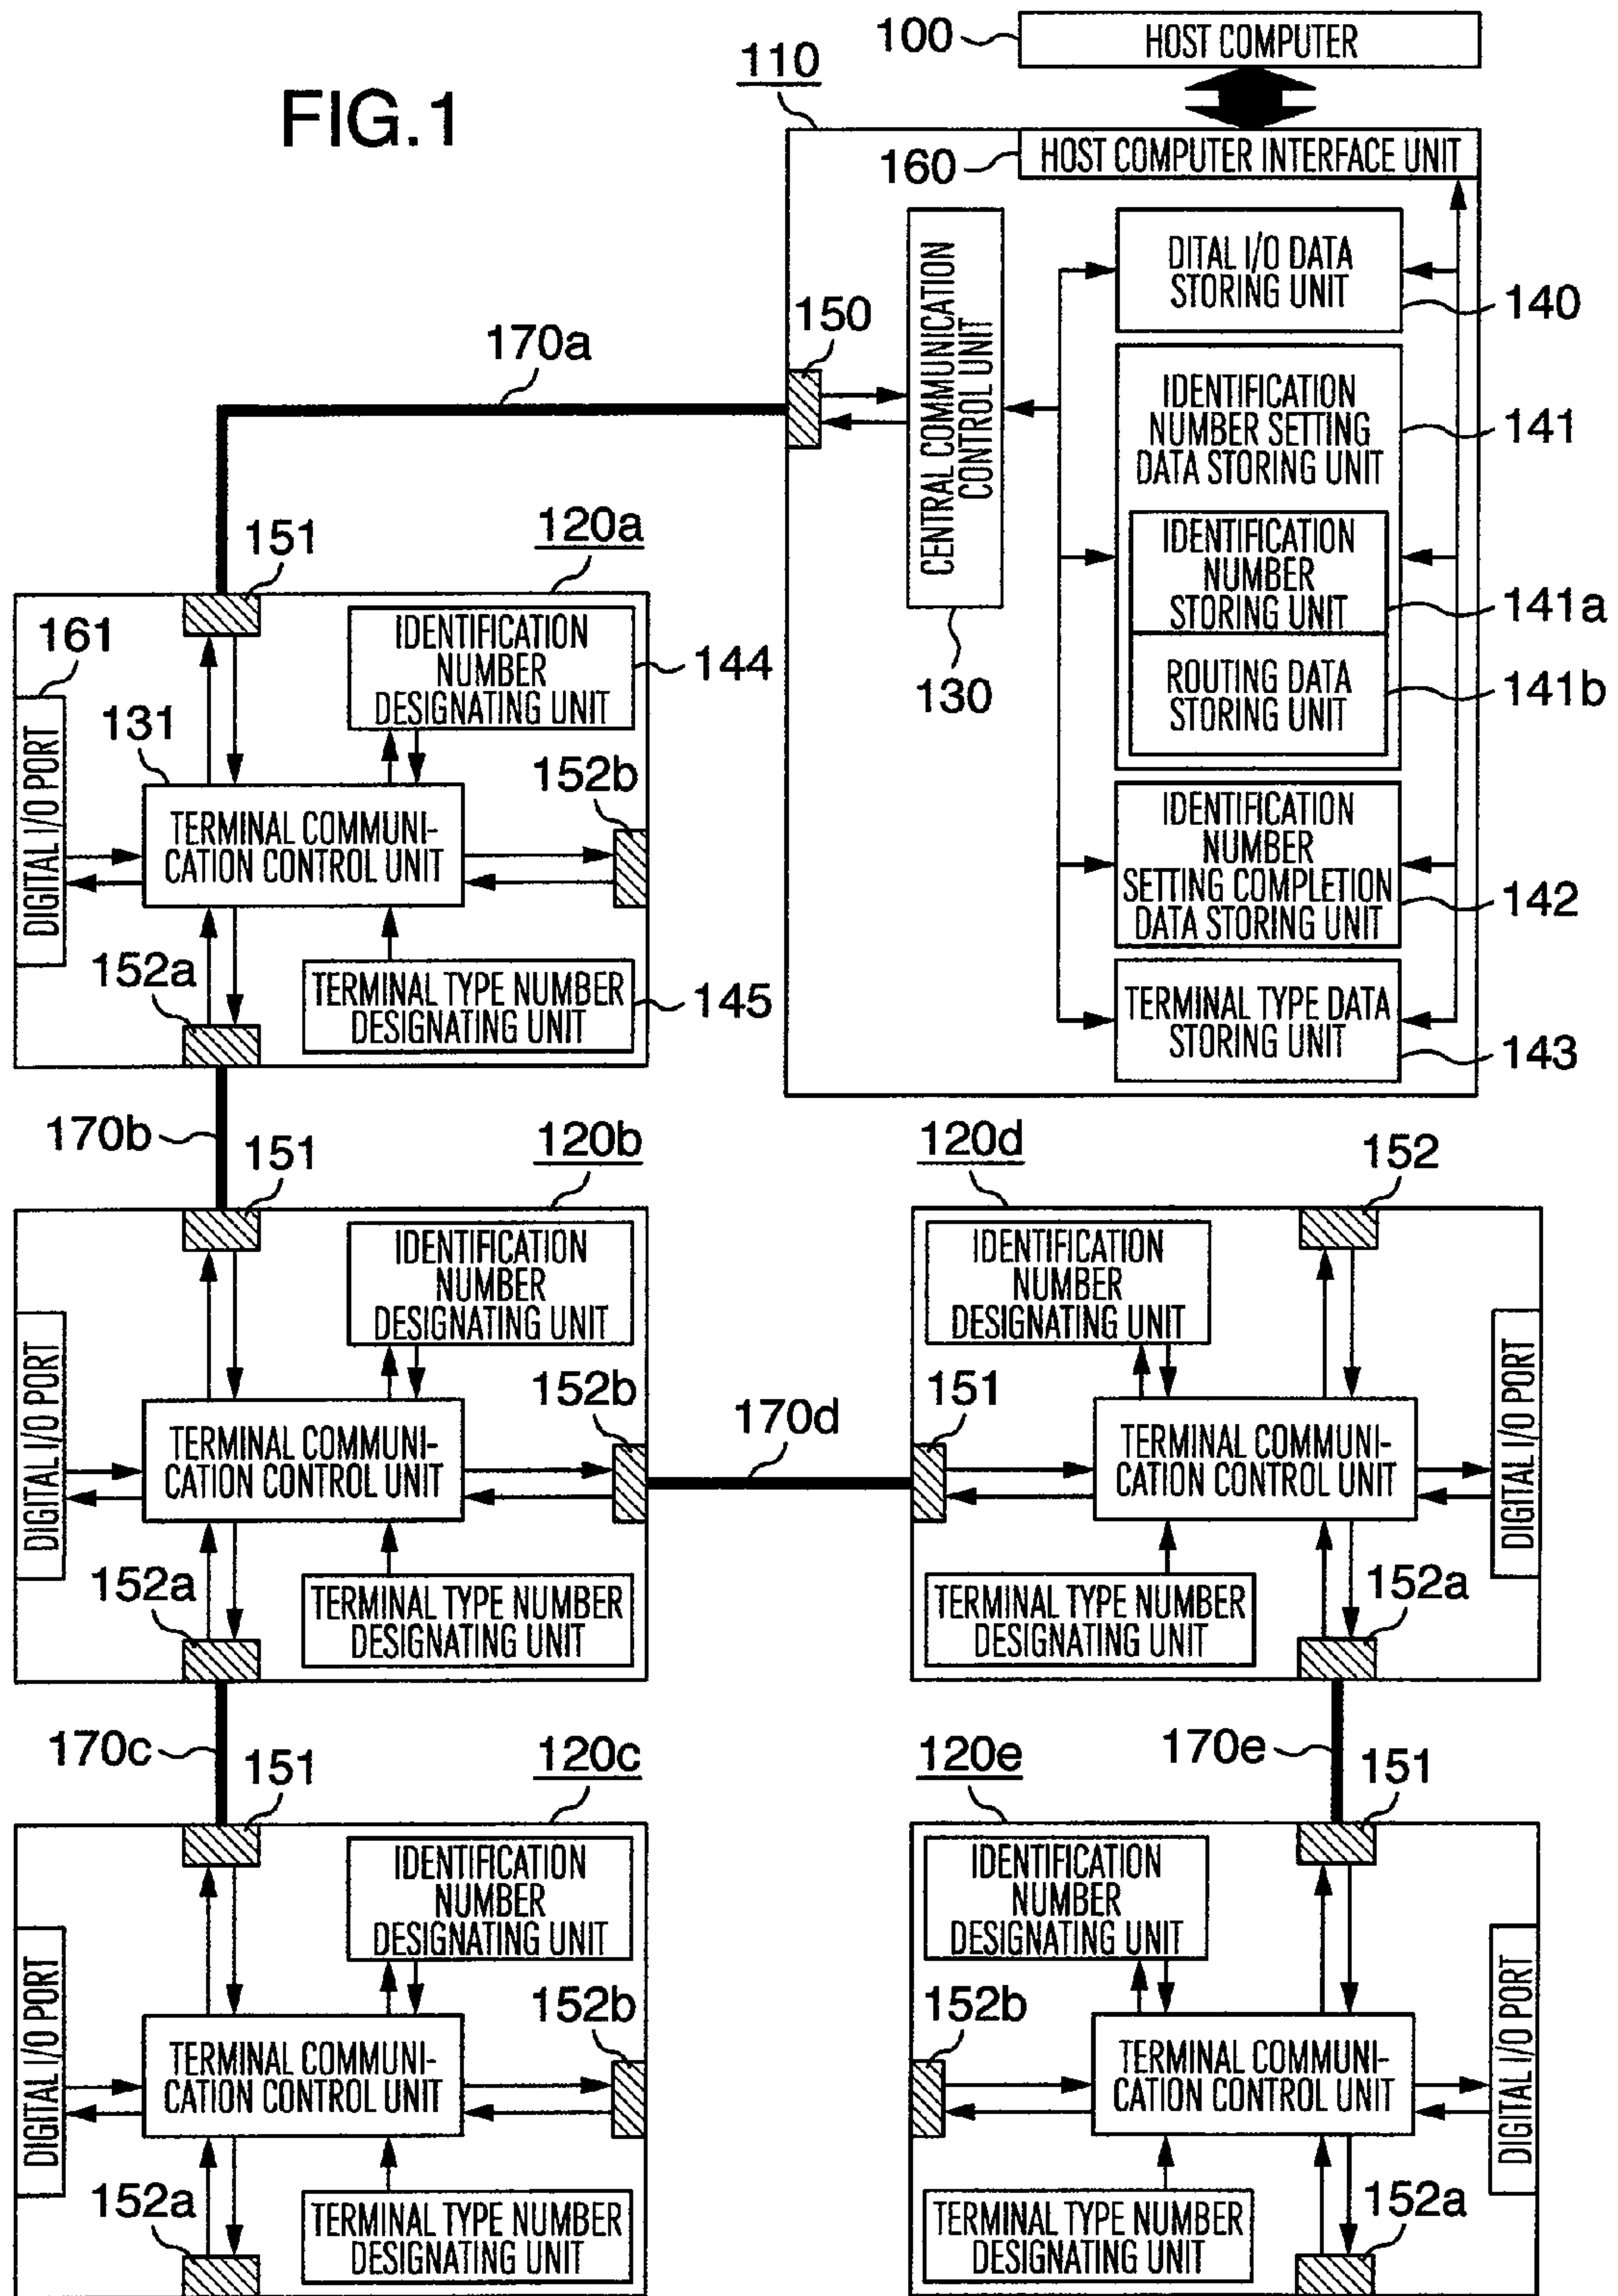 FIG.1
100
HOST COMPUTER
110
160
HOST COMPUTER INTERFACE UNIT
CENTRAL COMMUNICATION
CONTROL UNIT
130
150
170a
DITAL I/O DATA
STORING UNIT
140
IDENTIFICATION
NUMBER SETTING
DATA STORING UNIT
141
IDENTIFICATION
NUMBER
STORING UNIT
141a
ROUTING DATA
STORING UNIT
141b
IDENTIFICATION
NUMBER
SETTING COMPLETION
DATA STORING UNIT
142
TERMINAL TYPE DATA
STORING UNIT
143
151
120a
161
DIGITAL I/O PORT
131
IDENTIFICATION
NUMBER
DESIGNATING UNIT
144
TERMINAL COMMUNI-
CATION CONTROL UNIT
152b
152a
TERMINAL TYPE NUMBER
DESIGNATING UNIT
145
170b
151
120b
IDENTIFICATION
NUMBER
DESIGNATING UNIT
DIGITAL I/O PORT
TERMINAL COMMUNI-
CATION CONTROL UNIT
152b
152a
TERMINAL TYPE NUMBER
DESIGNATING UNIT
170d
120d
152
IDENTIFICATION
NUMBER
DESIGNATING UNIT
151
TERMINAL COMMUNI-
CATION CONTROL UNIT
DIGITAL I/O PORT
TERMINAL TYPE NUMBER
DESIGNATING UNIT
152a
170c
151
120c
IDENTIFICATION
NUMBER
DESIGNATING UNIT
DIGITAL I/O PORT
TERMINAL COMMUNI-
CATION CONTROL UNIT
152b
152a
TERMINAL TYPE NUMBER
DESIGNATING UNIT
120e
170e
151
IDENTIFICATION
NUMBER
DESIGNATING UNIT
152b
TERMINAL COMMUNI-
CATION CONTROL UNIT
DIGITAL I/O PORT
TERMINAL TYPE NUMBER
DESIGNATING UNIT
152a